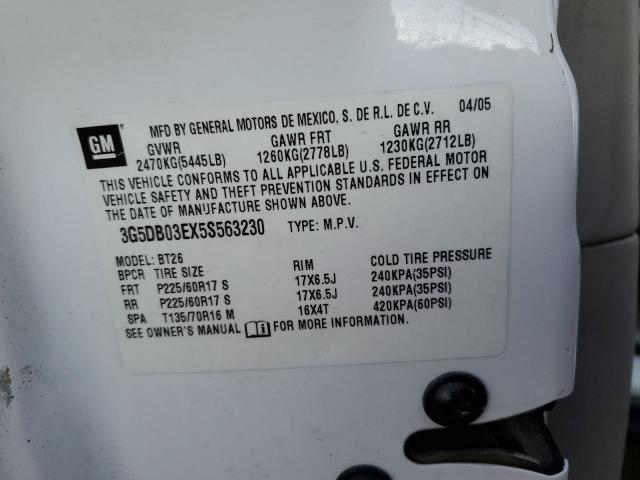 GM
MFD BY GENERAL MOTORS DE MEXICO, S. DE R.L. DE C.V. 04/05
GVWR GAWR FRT GAWR RR
2470KG(5445LB) 1260KG(2778LB) 1230KG(2712LB)
THIS VEHICLE CONFORMS TO ALL APPLICABLE U.S. FEDERAL MOTOR
VEHICLE SAFETY AND THEFT PREVENTION STANDARDS IN EFFECT ON
THE DATE OF MANUFACTURE SHOWN ABOVE.
3G5DB03EX5S563230 TYPE: M.P.V.
MODEL: BT26
BPCR TIRE SIZE RIM COLD TIRE PRESSURE
FRT P225/60R17 S 17X6.5J 240KPA(35PSI)
RR P225/60R17 S 17X6.5J 240KPA(35PSI)
SPA T135/70R16 M 16X4T 420KPA(60PSI)
SEE OWNER'S MANUAL FOR MORE INFORMATION.